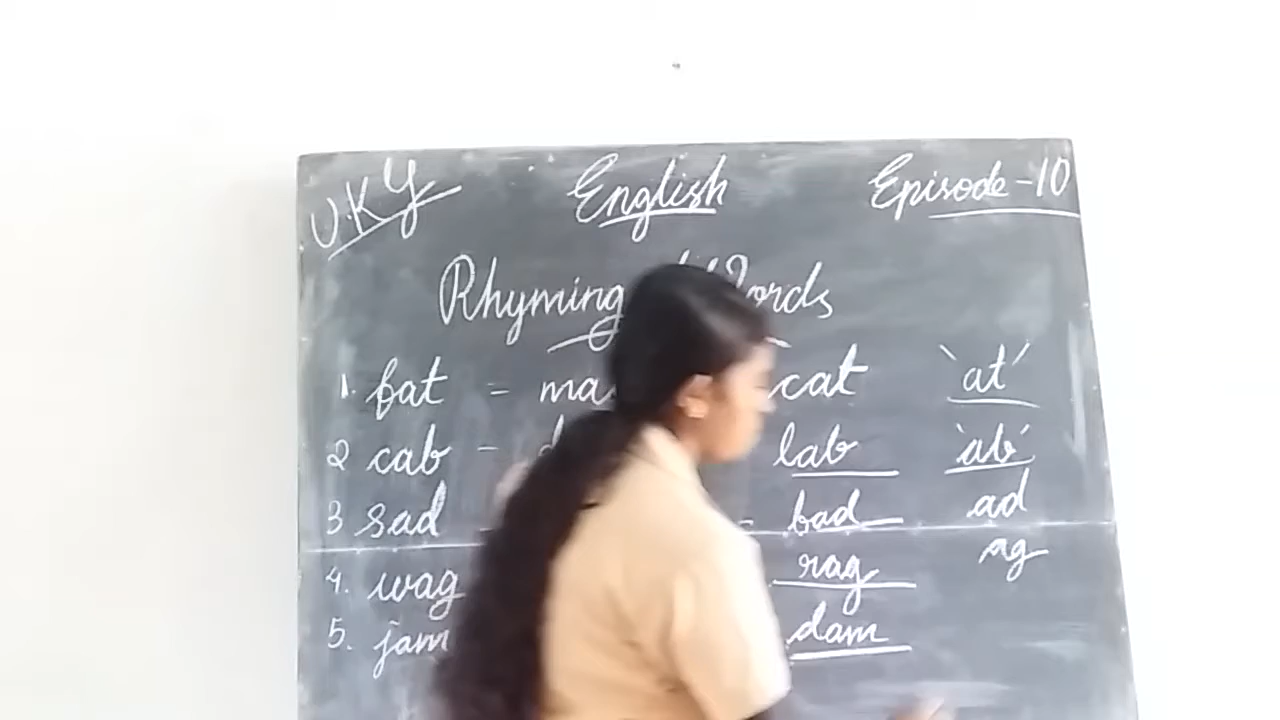 U.K.Y English Episode-10
Rhyming Words
1. fat - cat 'at'
2 cab - lab 'ab'
3 sad - bad ad
4. wag rag ag
5. jam dam